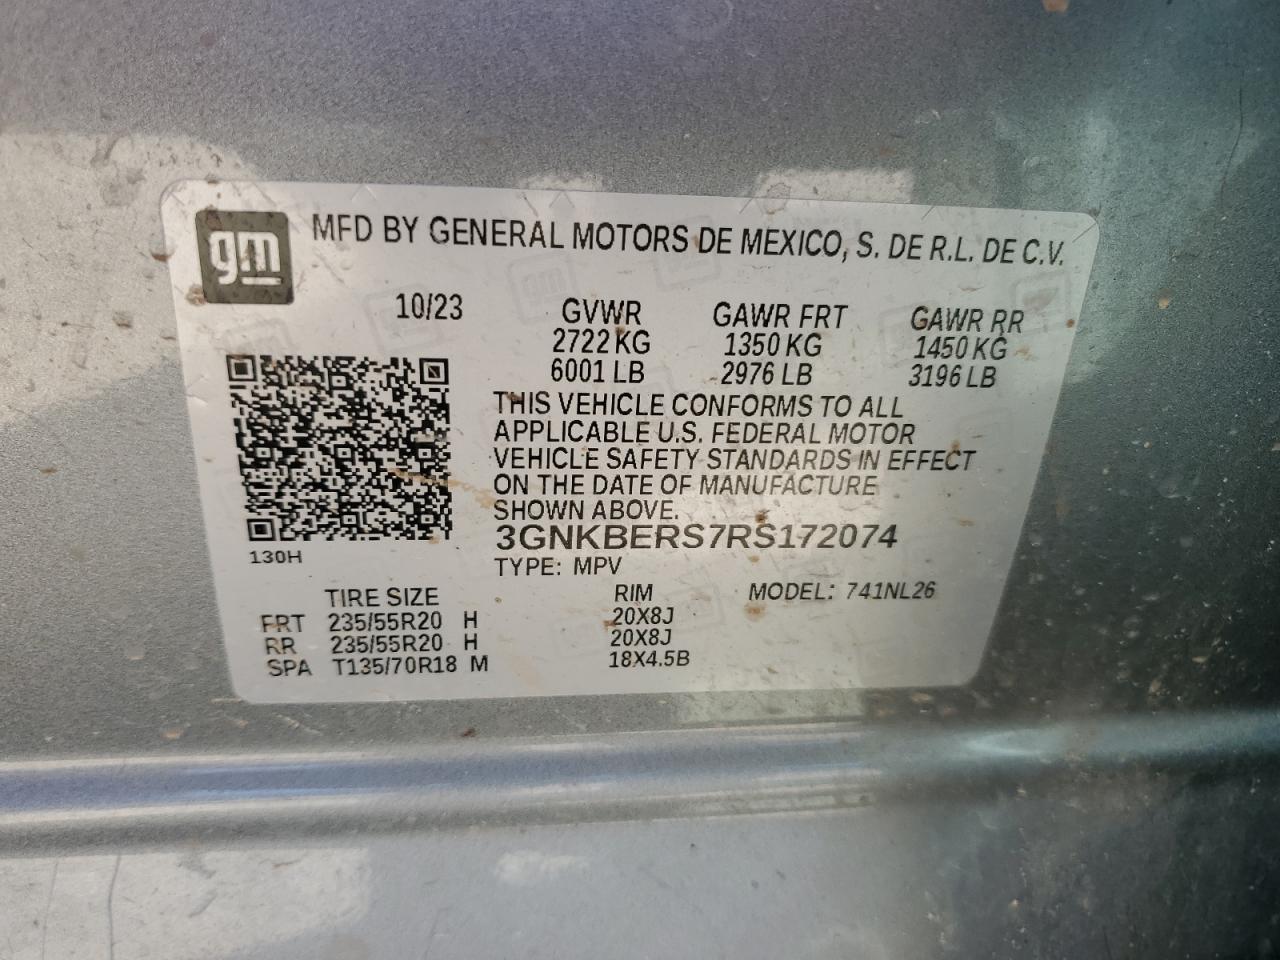 gm
MFD BY GENERAL MOTORS DE MEXICO, S. DE R.L. DE C.V.
10/23 GVWR GAWR FRT GAWR RR
2722 KG 1350 KG 1450 KG
6001 LB 2976 LB 3196 LB
THIS VEHICLE CONFORMS TO ALL
APPLICABLE U.S. FEDERAL MOTOR
VEHICLE SAFETY STANDARDS IN EFFECT
ON THE DATE OF MANUFACTURE
SHOWN ABOVE.
3GNKBERS7RS172074
130H
TYPE: MPV
TIRE SIZE RIM MODEL: 741NL26
FRT 235/55R20 H 20X8J
RR 235/55R20 H 20X8J
SPA T135/70R18 M 18X4.5B